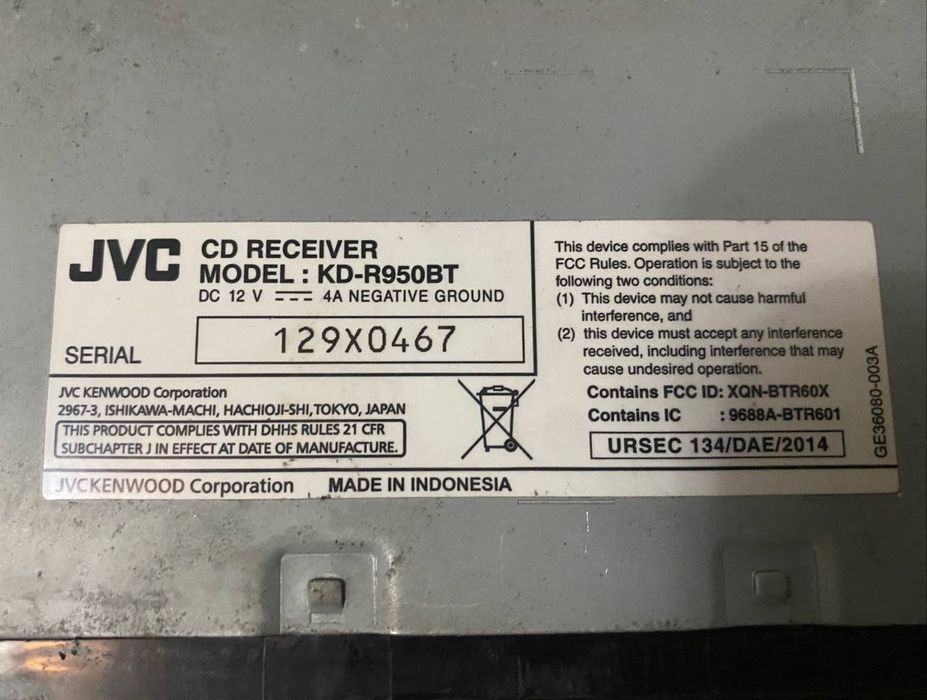 JVC
CD RECEIVER
MODEL : KD-R950BT
DC 12 V ⎓ 4A NEGATIVE GROUND
SERIAL
129X0467
JVC KENWOOD Corporation
2967-3, ISHIKAWA-MACHI, HACHIOJI-SHI, TOKYO, JAPAN
THIS PRODUCT COMPLIES WITH DHHS RULES 21 CFR
SUBCHAPTER J IN EFFECT AT DATE OF MANUFACTURE.
This device complies with Part 15 of the
FCC Rules. Operation is subject to the
following two conditions:
(1) This device may not cause harmful
interference, and
(2) this device must accept any interference
received, including interference that may
cause undesired operation.
Contains FCC ID: XQN-BTR60X
Contains IC : 9688A-BTR601
URSEC 134/DAE/2014
GE36080-003A
JVCKENWOOD Corporation MADE IN INDONESIA